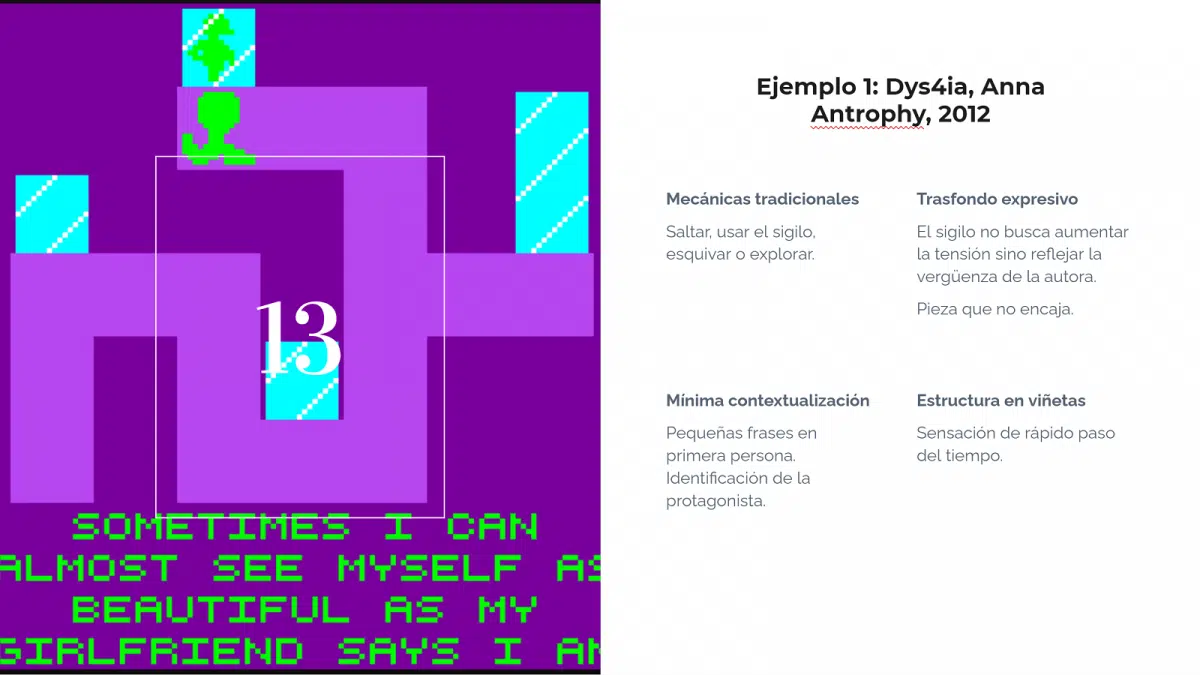 13
SOMETIMES I CAN
ALMOST SEE MYSELF AS
BEAUTIFUL AS MY
GIRLFRIEND SAYS I AM
Ejemplo 1: Dys4ia, Anna
Antrophy, 2012
Mecánicas tradicionales
Saltar, usar el sigilo,
esquivar o explorar.
Trasfondo expresivo
El sigilo no busca aumentar
la tensión sino reflejar la
vergüenza de la autora.
Pieza que no encaja.
Mínima contextualización
Pequeñas frases en
primera persona.
Identificación de la
protagonista.
Estructura en viñetas
Sensación de rápido paso
del tiempo.